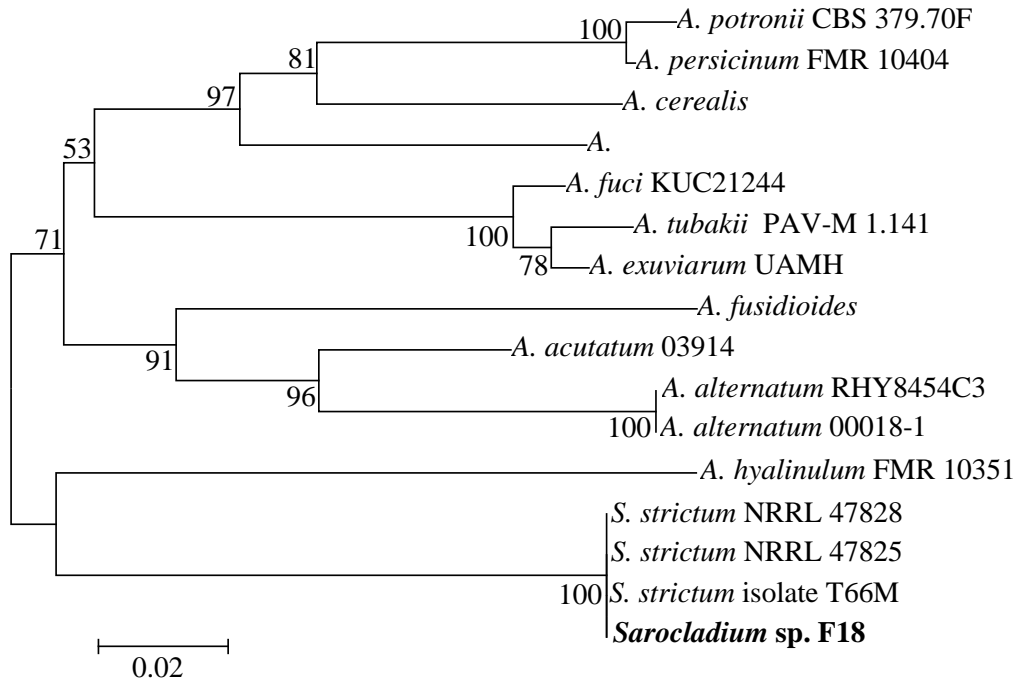 A. potronii CBS 379.70F
100
A. persicinum FMR 10404
81
97
A. cerealis
A.
53
A. fuci KUC21244
A. tubakii PAV-M 1.141
100
71
78
A. exuviarum UAMH
A. fusidioides
A. acutatum 03914
91
A. alternatum RHY8454C3
96
100
A. alternatum 00018-1
A. hyalinulum FMR 10351
S. strictum NRRL 47828
S. strictum NRRL 47825
S. strictum isolate T66M
100
Sarocladium sp. F18
0.02